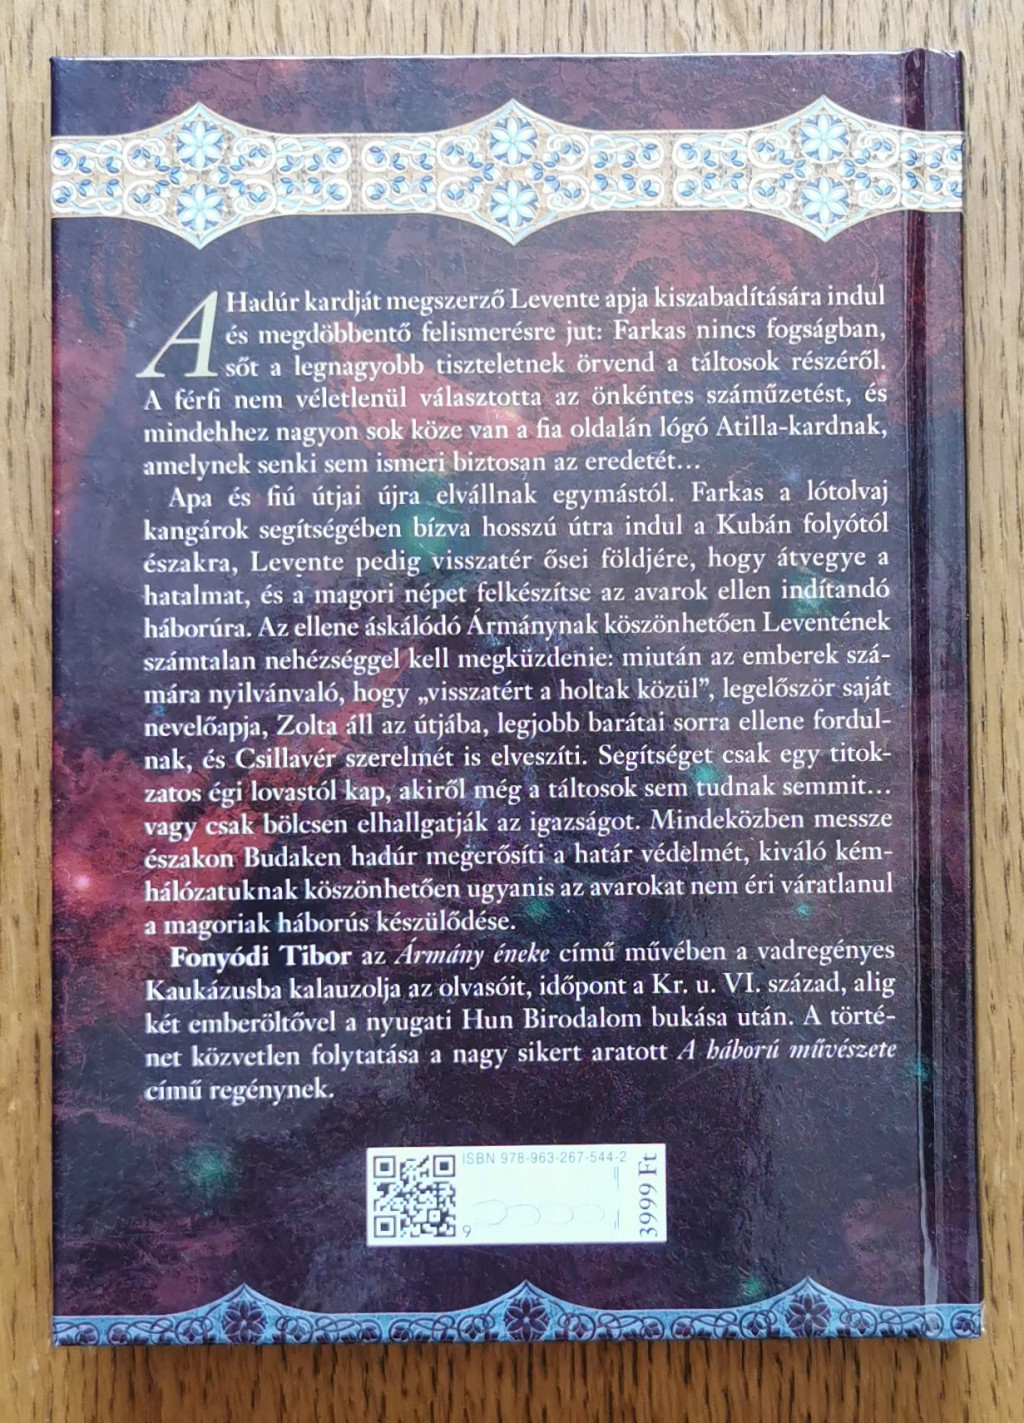 A Hadúr kardját megszerző Levente apja kiszabadítására indul
és megdöbbentő felismerésre jut: Farkas nincs fogságban,
sőt a legnagyobb tiszteletnek örvend a táltosok részéről.
A férfi nem véletlenül választotta az önkéntes száműzetést, és
mindehhez nagyon sok köze van a fia oldalán lógó Atilla-kardnak,
amelynek senki sem ismeri biztosan az eredetét...
Apa és fiú útjai újra elvállnak egymástól. Farkas a lótolvaj
kangárok segítségében bízva hosszú útra indul a Kubán folyótól
északra, Levente pedig visszatér ősei földjére, hogy átvegye a
hatalmat, és a magori népet felkészítse az avarok ellen indítandó
háborúra. Az ellene áskálódó Ármánynak köszönhetően Leventének
számtalan nehézséggel kell megküzdenie: miután az emberek szá-
mára nyilvánvaló, hogy „visszatért a holtak közül”, legelőször saját
nevelőapja, Zolta áll az útjába, legjobb barátai sorra ellene fordul-
nak, és Csillavér szerelmét is elveszíti. Segítséget csak egy titok-
zatos égi lovastól kap, akiről még a táltosok sem tudnak semmit...
vagy csak bölcsen elhallgatják az igazságot. Mindeközben messze
északon Budaken hadúr megerősíti a határ védelmét, kiváló kém-
hálózatuknak köszönhetően ugyanis az avarokat nem éri váratlanul
a magoriak háborús készülődése.
Fonyódi Tibor az Ármány éneke című művében a vadregényes
Kaukázusba kalauzolja az olvasóit, időpont a Kr. u. VI. század, alig
két emberöltővel a nyugati Hun Birodalom bukása után. A törté-
net közvetlen folytatása a nagy sikert aratott A háború művészete
című regénynek.
ISBN 978-963-267-544-2
9
3999 Ft